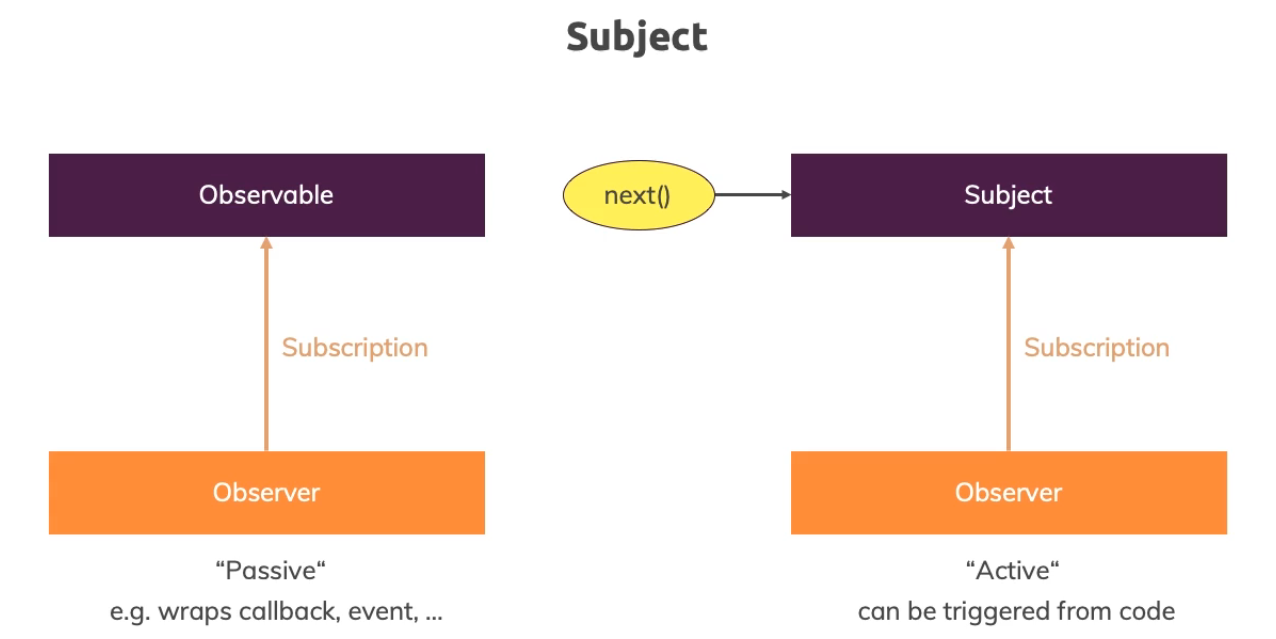 Subject
Observable
next()
Subject
Subscription
Subscription
Observer
Observer
“Passive“
“Active“
e.g. wraps callback, event, ...
can be triggered from code